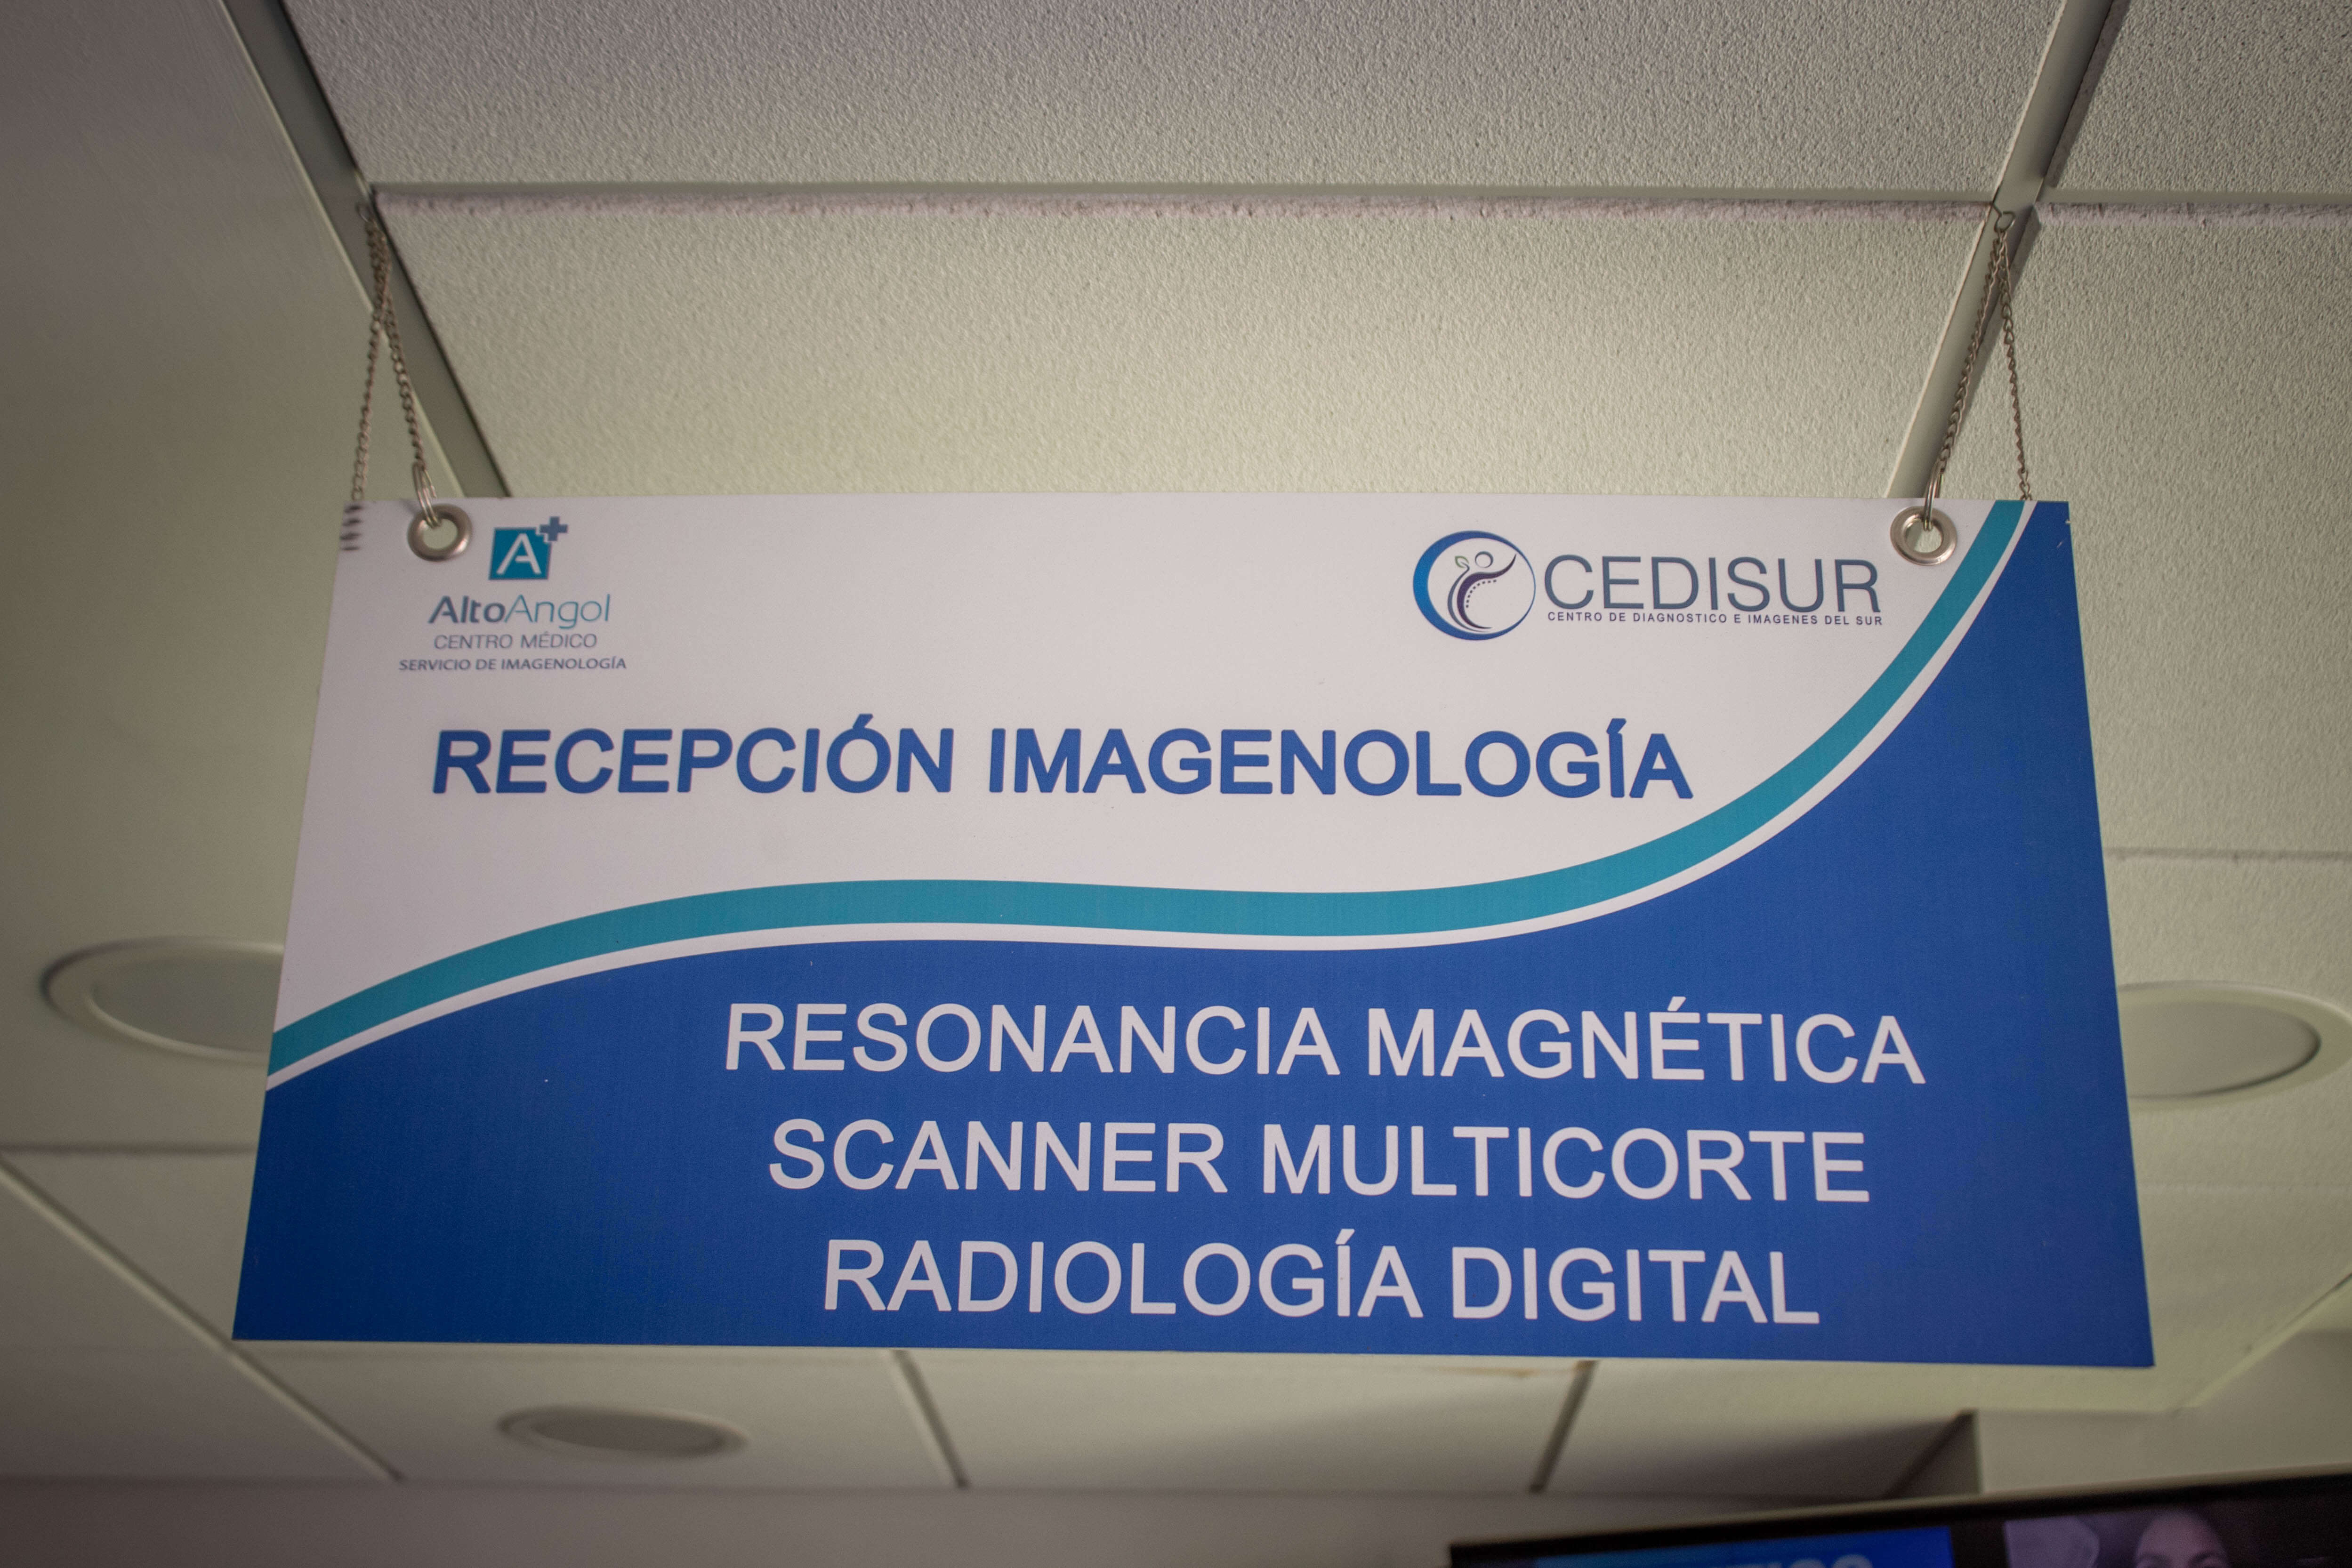 A+
AltoAngol
CENTRO MÉDICO
SERVICIO DE IMAGENOLOGÍA
CEDISUR
CENTRO DE DIAGNOSTICO E IMAGENES DEL SUR
RECEPCIÓN IMAGENOLOGÍA
RESONANCIA MAGNÉTICA
SCANNER MULTICORTE
RADIOLOGÍA DIGITAL